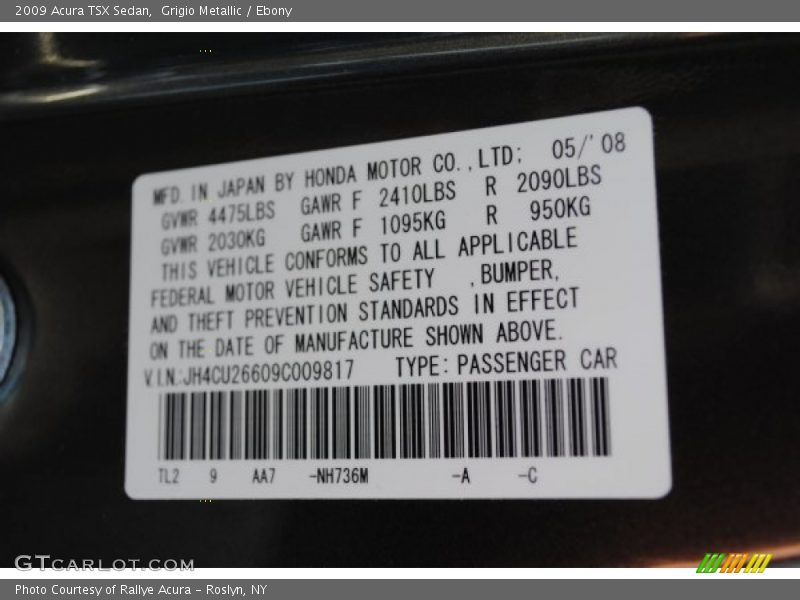 2009 Acura TSX Sedan,  Grigio Metallic / Ebony
MFD. IN JAPAN BY HONDA MOTOR CO., LTD; 05/'08
GVWR 4475LBS GAWR F 2410LBS R 2090LBS
GVWR 2030KG GAWR F 1095KG R 950KG
THIS VEHICLE CONFORMS TO ALL APPLICABLE
FEDERAL MOTOR VEHICLE SAFETY , BUMPER,
AND THEFT PREVENTION STANDARDS IN EFFECT
ON THE DATE OF MANUFACTURE SHOWN ABOVE.
V.I.N.:JH4CU26609C009817 TYPE: PASSENGER CAR
TL2 9 AA7 -NH736M -A -C
GTCARLOT.COM
Photo Courtesy of Rallye Acura - Roslyn, NY